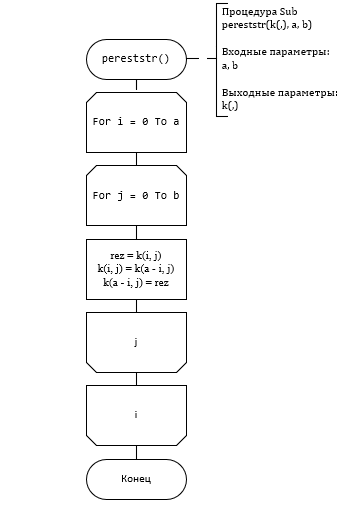 Процедура Sub
pereststr(k(,), a, b)
Входные параметры:
a, b
Выходные параметры:
k(,)
pereststr()
For i = 0 To a
For j = 0 To b
rez = k(i, j)
k(i, j) = k(a - i, j)
k(a - i, j) = rez
j
i
Конец